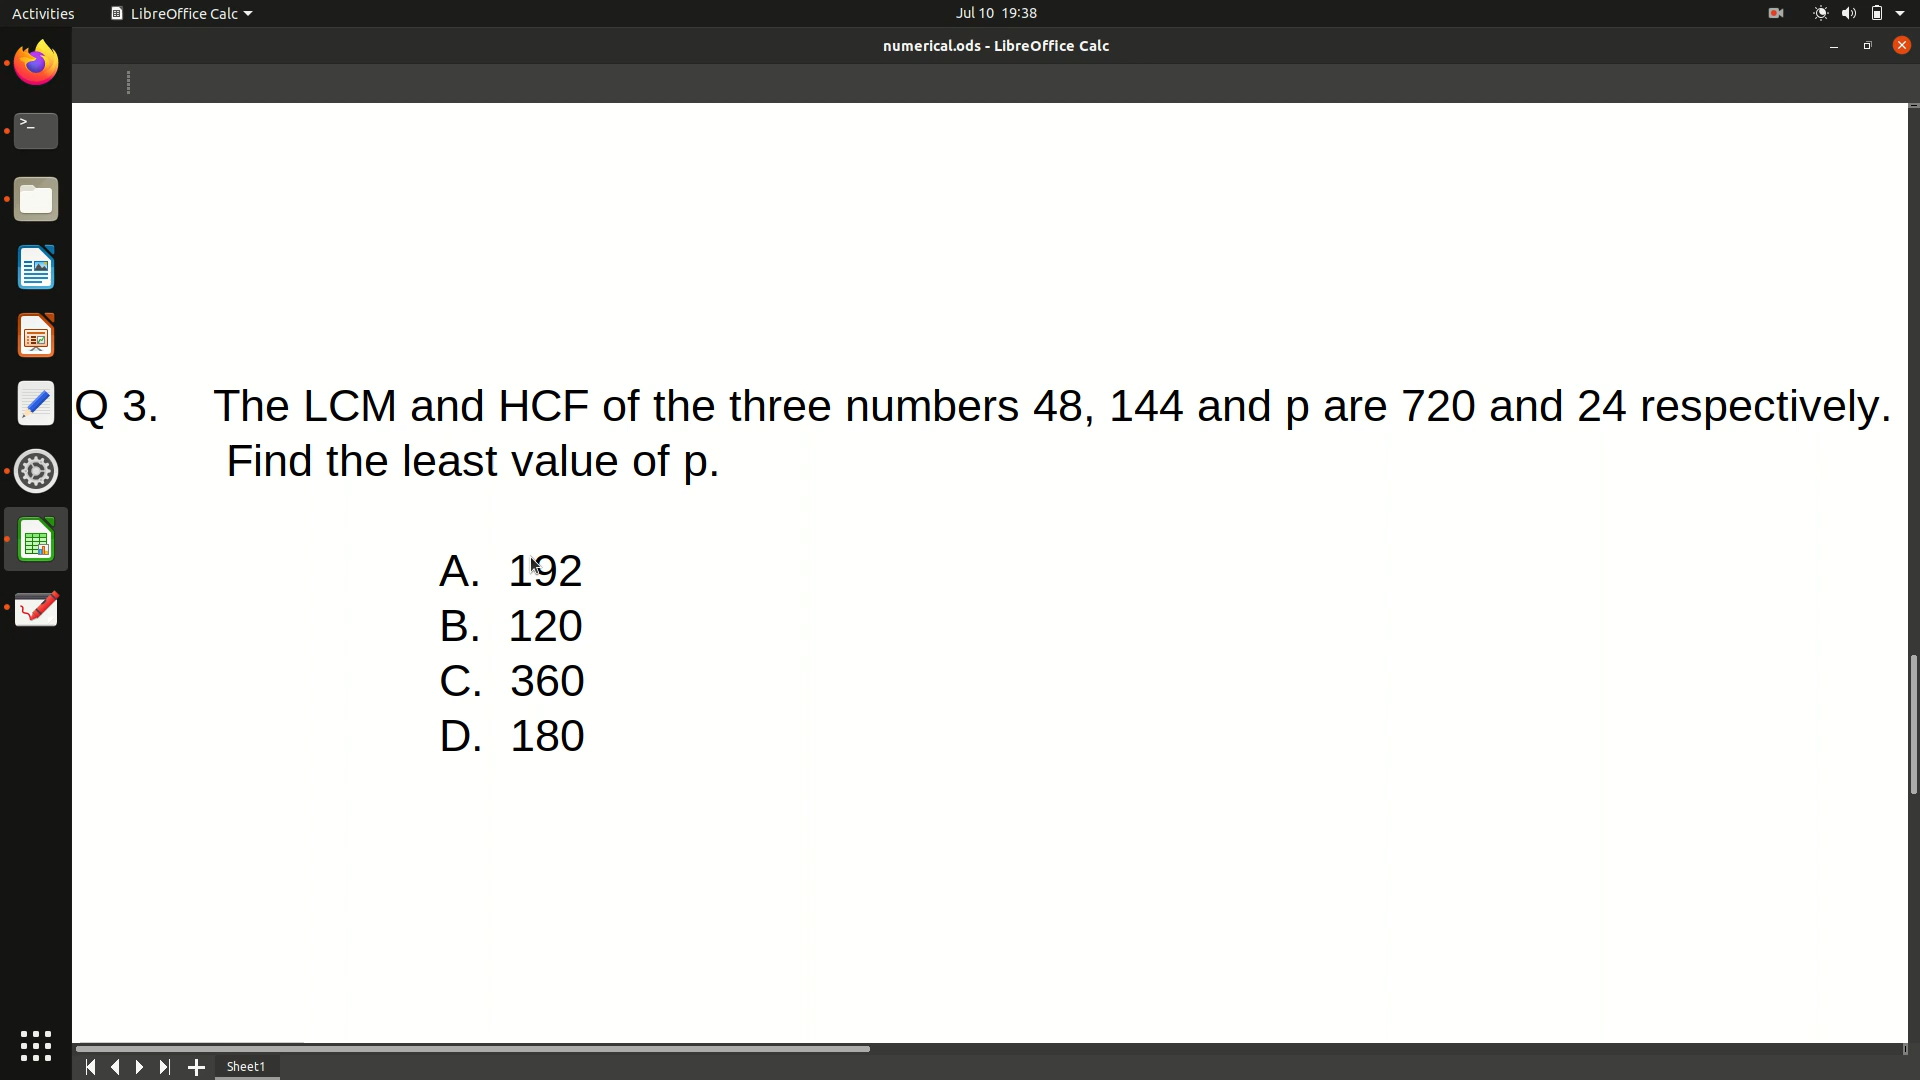 Activities LibreOffice Calc Jul 10 19:38
numerical.ods - LibreOffice Calc
Q 3. The LCM and HCF of the three numbers 48, 144 and p are 720 and 24 respectively.
Find the least value of p.
A. 192
B. 120
C. 360
D. 180
Sheet1